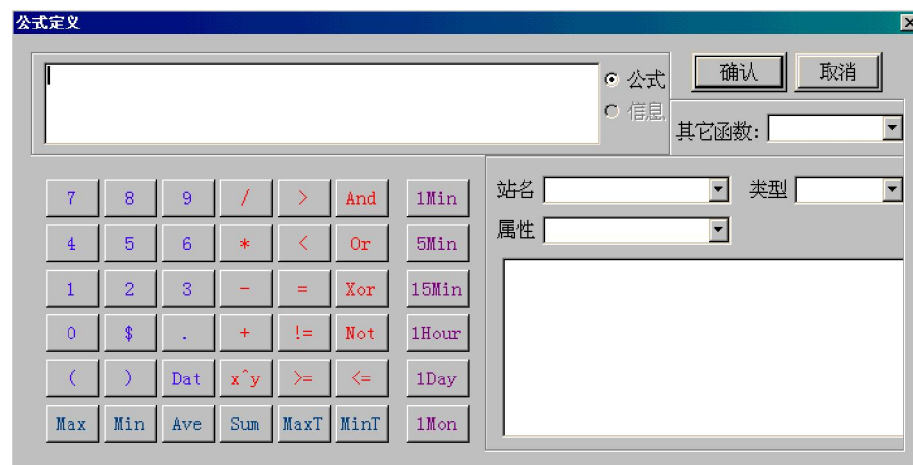 公式定义
公式
信息
确认
取消
其它函数:
7 8 9 / > And 1Min
4 5 6 * < Or 5Min
1 2 3 - = Xor 15Min
0 $ . + != Not 1Hour
( ) Dat x^y >= <= 1Day
Max Min Ave Sum MaxT MinT 1Mon
站名
类型
属性